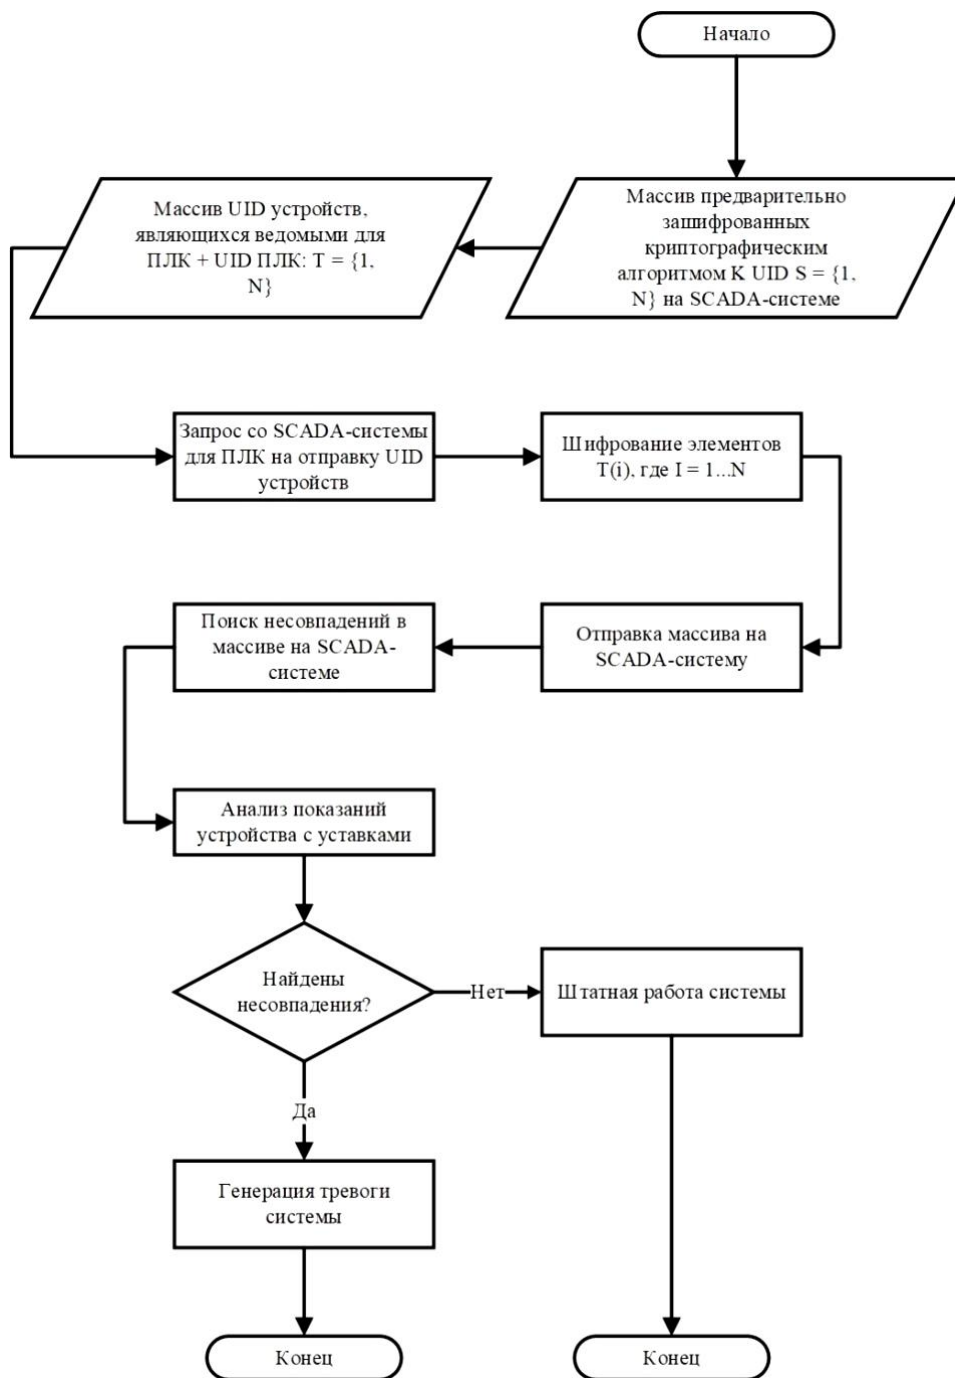 Начало
Массив предварительно
зашифрованных
криптографическим
алгоритмом K UID S = {1,
N} на SCADA-системе
Массив UID устройств,
являющихся ведомыми для
ПЛК + UID ПЛК: T = {1,
N}
Запрос со SCADA-системы
для ПЛК на отправку UID
устройств
Шифрование элементов
T(i), где I = 1...N
Отправка массива на
SCADA-систему
Поиск несовпадений в
массиве на SCADA-
системе
Анализ показаний
устройства с уставками
Найдены
несовпадения?
Нет
Штатная работа системы
Да
Генерация тревоги
системы
Конец
Конец